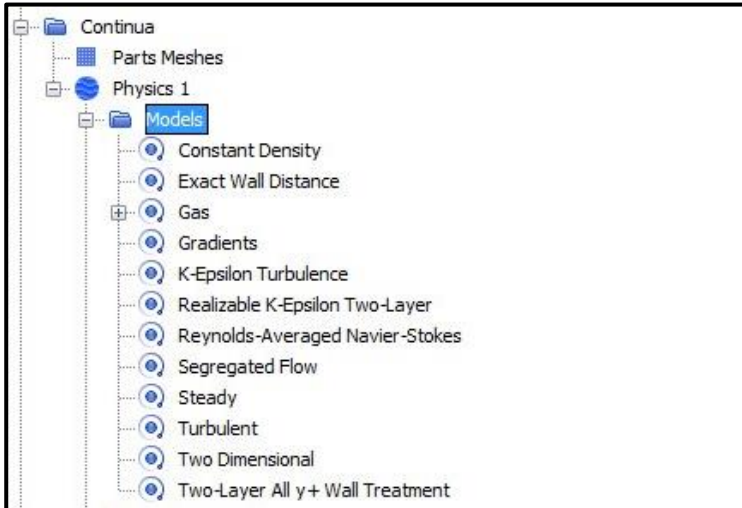 Continua
Parts Meshes
Physics 1
Models
Constant Density
Exact Wall Distance
Gas
Gradients
K-Epsilon Turbulence
Realizable K-Epsilon Two-Layer
Reynolds-Averaged Navier-Stokes
Segregated Flow
Steady
Turbulent
Two Dimensional
Two-Layer All y+ Wall Treatment